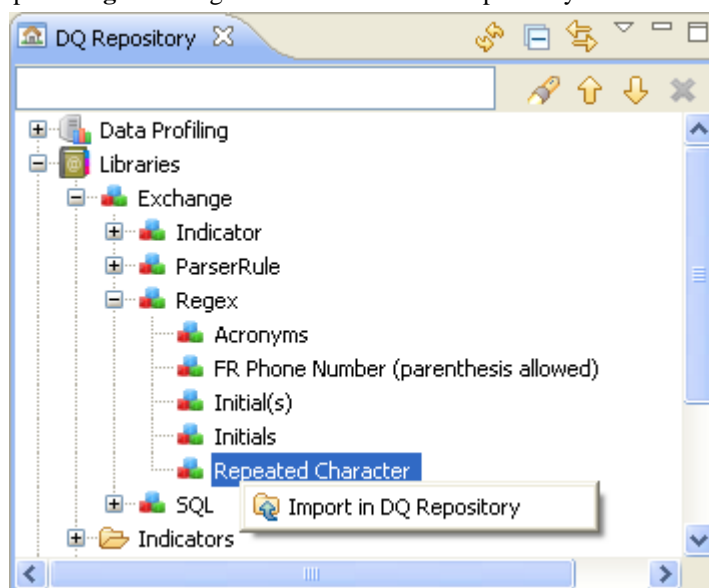 DQ Repository
Data Profiling
Libraries
Exchange
Indicator
ParserRule
Regex
Acronyms
FR Phone Number (parenthesis allowed)
Initial(s)
Initials
Repeated Character
SQL
Import in DQ Repository
Indicators